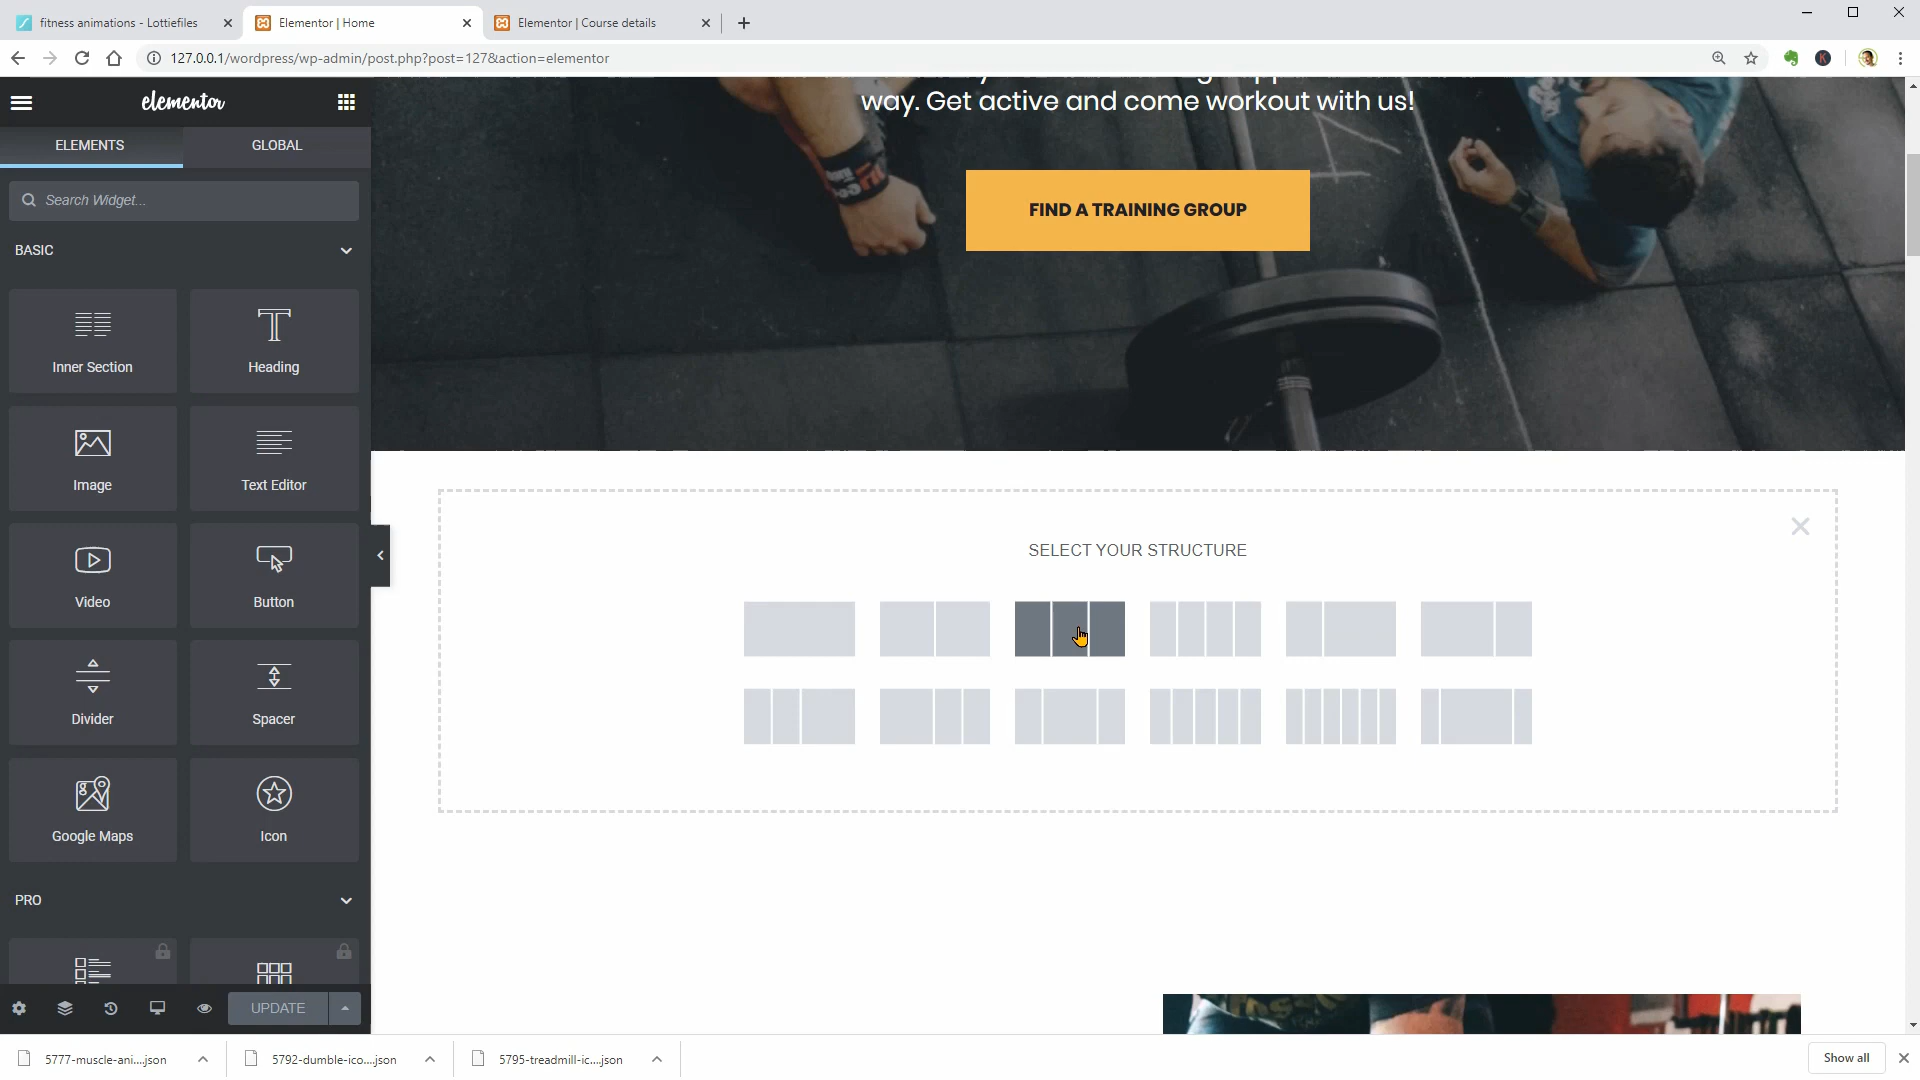 fitness animations - Lottiefiles
Elementor | Home
Elementor | Course details
127.0.0.1/wordpress/wp-admin/post.php?post=127&action=elementor
elementor
ELEMENTS
GLOBAL
Search Widget...
BASIC
Inner Section
Heading
Image
Text Editor
Video
Button
Divider
Spacer
Google Maps
Icon
PRO
UPDATE
way. Get active and come workout with us!
FIND A TRAINING GROUP
SELECT YOUR STRUCTURE
5777-muscle-ani....json
5792-dumble-ico....json
5795-treadmill-ic....json
Show all